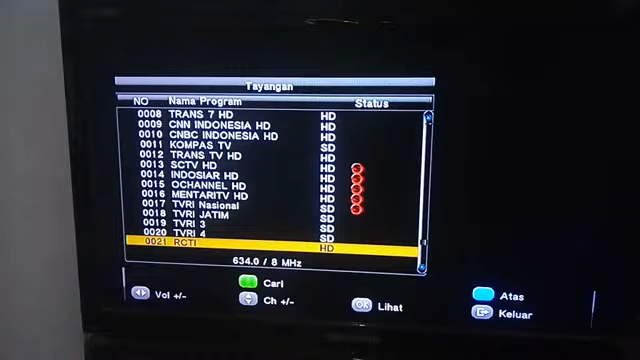 Tayangan
NO Nama Program Status
0008 TRANS 7 HD HD
0009 CNN INDONESIA HD HD
0010 CNBC INDONESIA HD HD
0011 KOMPAS TV SD
0012 TRANS TV HD HD
0013 SCTV HD HD
0014 INDOSIAR HD HD
0015 OCHANNEL HD HD
0016 MENTARITV HD HD
0017 TVRI Nasional SD
0018 TVRI JATIM SD
0019 TVRI 3 SD
0020 TVRI 4 SD
0021 RCTI HD
634.0 / 8 MHz
Cari Atas
Vol +/- Ch +/- OK Lihat Keluar